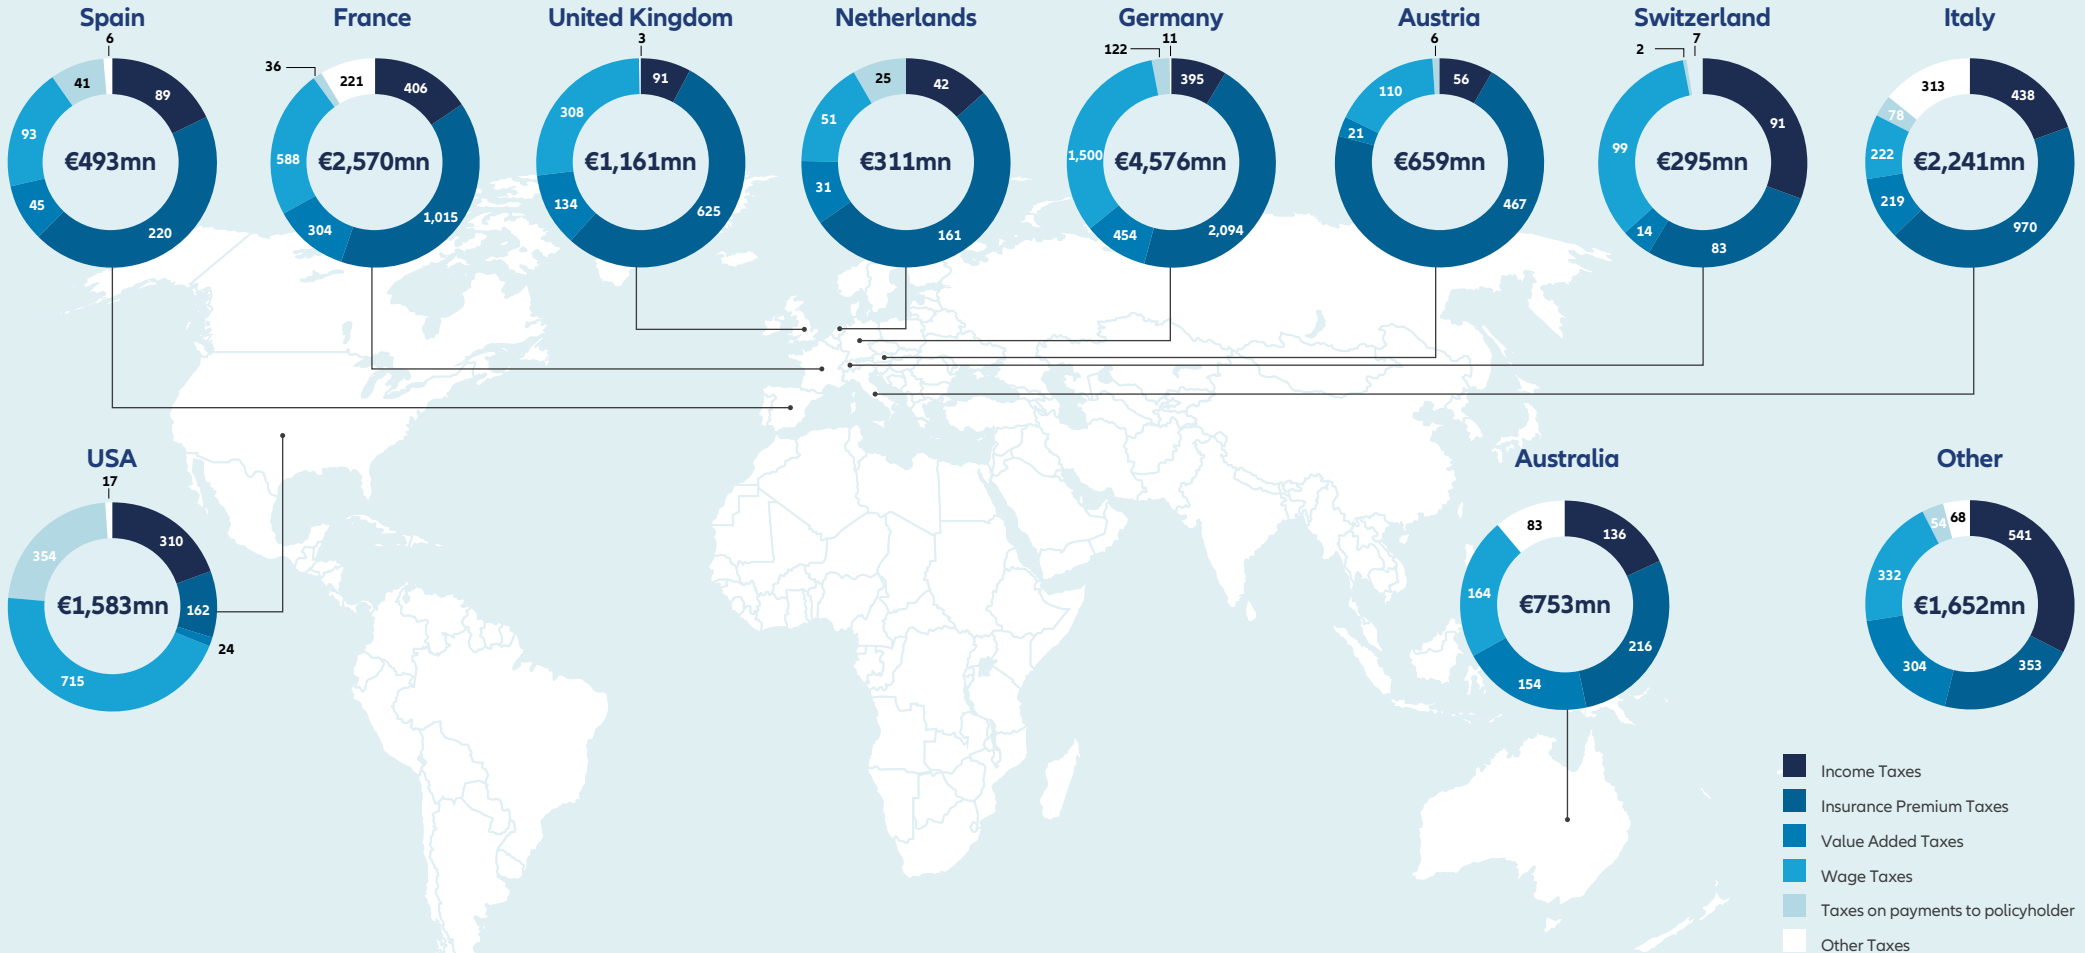 Spain
6
41
89
93
€493mn
45
220
France
36
221
406
588
€2,570mn
304
1,015
United Kingdom
3
91
308
€1,161mn
134
625
Netherlands
25
42
51
€311mn
31
161
Germany
11
122
395
1,500
€4,576mn
454
2,094
Austria
6
56
110
21
€659mn
467
Switzerland
7
2
91
99
€295mn
14
83
Italy
313
438
78
222
€2,241mn
219
970
USA
17
310
354
€1,583mn
162
24
715
Australia
83
136
164
€753mn
216
154
Other
54
68
541
332
€1,652mn
304
353
Income Taxes
Insurance Premium Taxes
Value Added Taxes
Wage Taxes
Taxes on payments to policyholder
Other Taxes